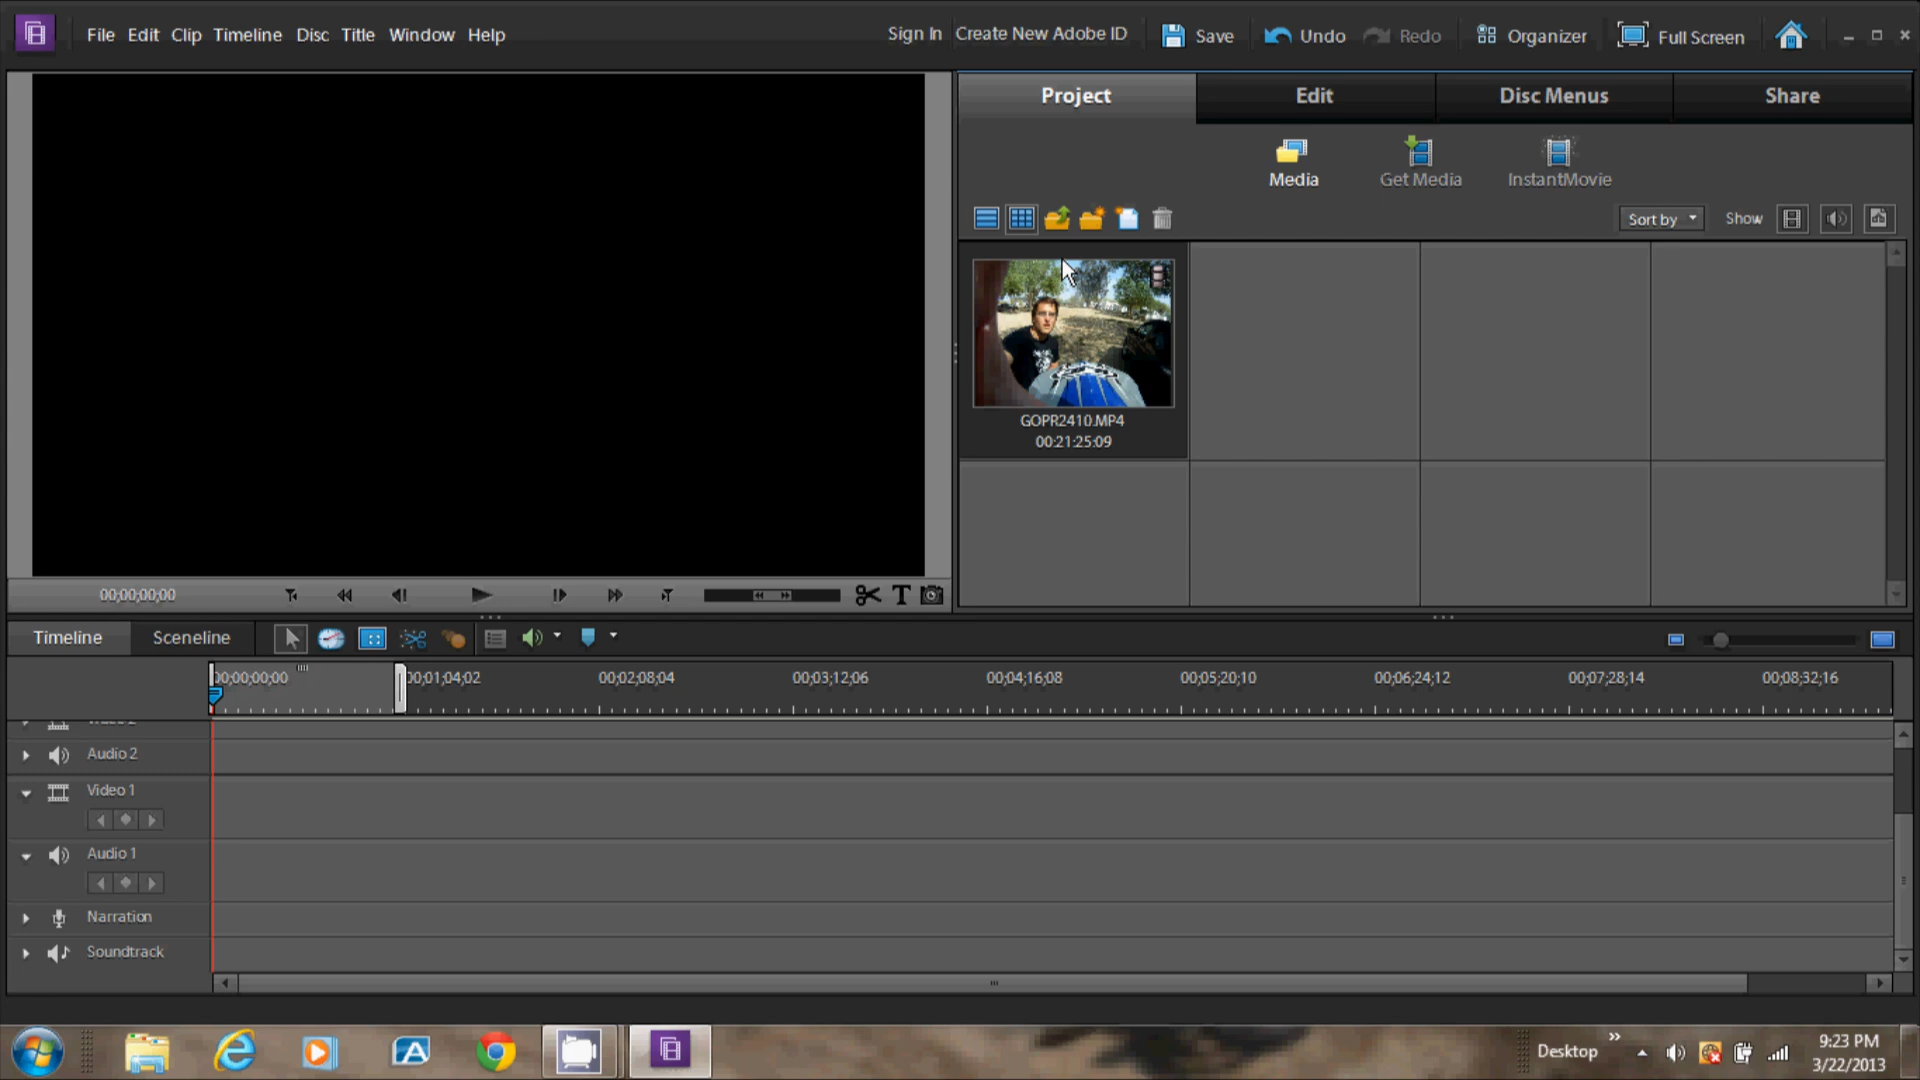 File Edit Clip Timeline Disc Title Window Help
Sign In Create New Adobe ID Save Undo Redo Organizer Full Screen
Project Edit Disc Menus Share
Media Get Media InstantMovie
Sort by Show
GOPR2410.MP4
00:21:25:09
00;00;00;00
Timeline Sceneline
00;00;00;00 00;01;04;02 00;02;08;04 00;03;12;06 00;04;16;08 00;05;20;10 00;06;24;12 00;07;28;14 00;08;32;16
Audio 2
Video 1
Audio 1
Narration
Soundtrack
Desktop
9:23 PM
3/22/2013